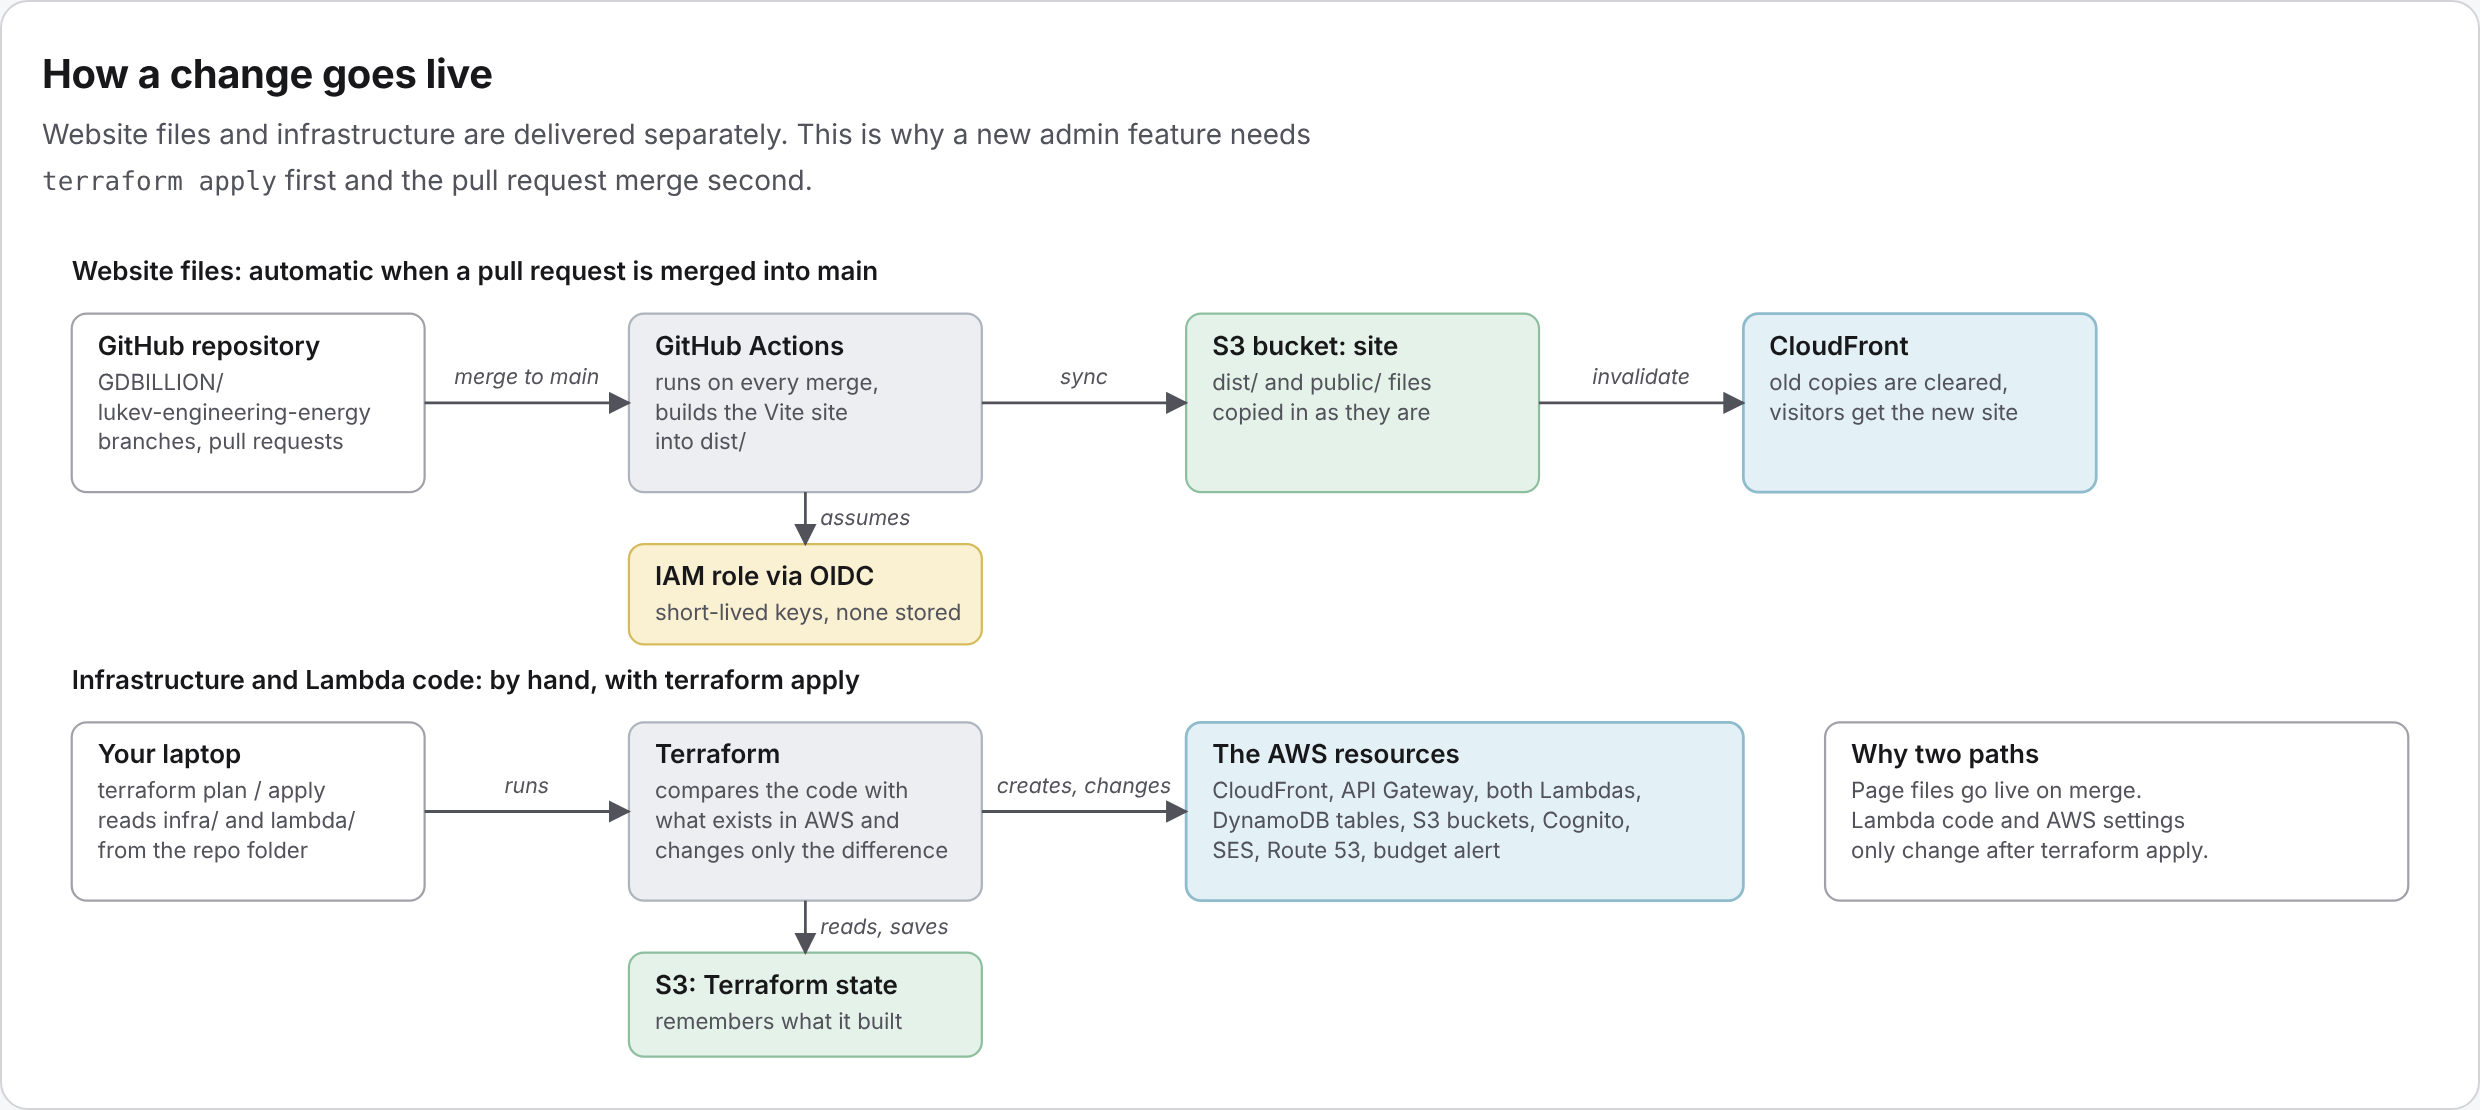 How a change goes live
Website files and infrastructure are delivered separately. This is why a new admin feature needs
terraform apply first and the pull request merge second.
Website files: automatic when a pull request is merged into main
GitHub repository
GDBILLION/
lukev-engineering-energy
branches, pull requests
merge to main
GitHub Actions
runs on every merge,
builds the Vite site
into dist/
sync
S3 bucket: site
dist/ and public/ files
copied in as they are
invalidate
CloudFront
old copies are cleared,
visitors get the new site
assumes
IAM role via OIDC
short-lived keys, none stored
Infrastructure and Lambda code: by hand, with terraform apply
Your laptop
terraform plan / apply
reads infra/ and lambda/
from the repo folder
runs
Terraform
compares the code with
what exists in AWS and
changes only the difference
creates, changes
The AWS resources
CloudFront, API Gateway, both Lambdas,
DynamoDB tables, S3 buckets, Cognito,
SES, Route 53, budget alert
Why two paths
Page files go live on merge.
Lambda code and AWS settings
only change after terraform apply.
reads, saves
S3: Terraform state
remembers what it built